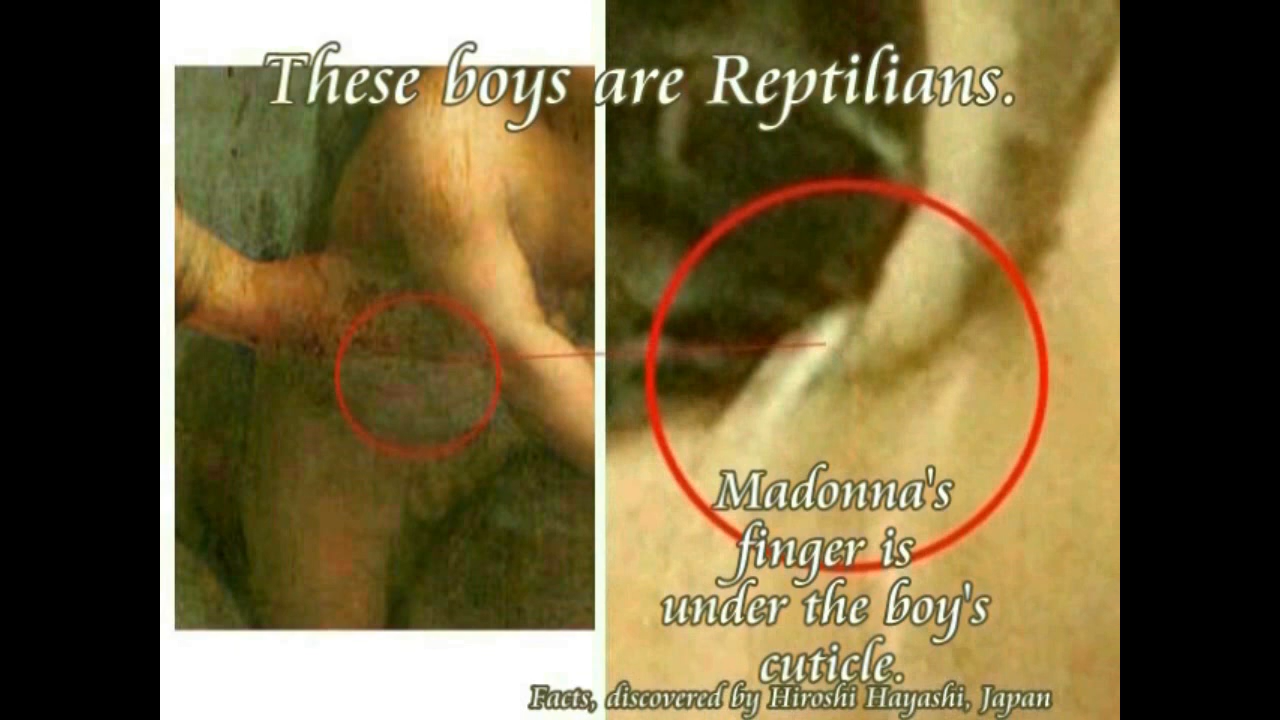 These boys are Reptilians.
Madonna's
finger is
under the boy's
cuticle.
Facts, discovered by Hiroshi Hayashi, Japan